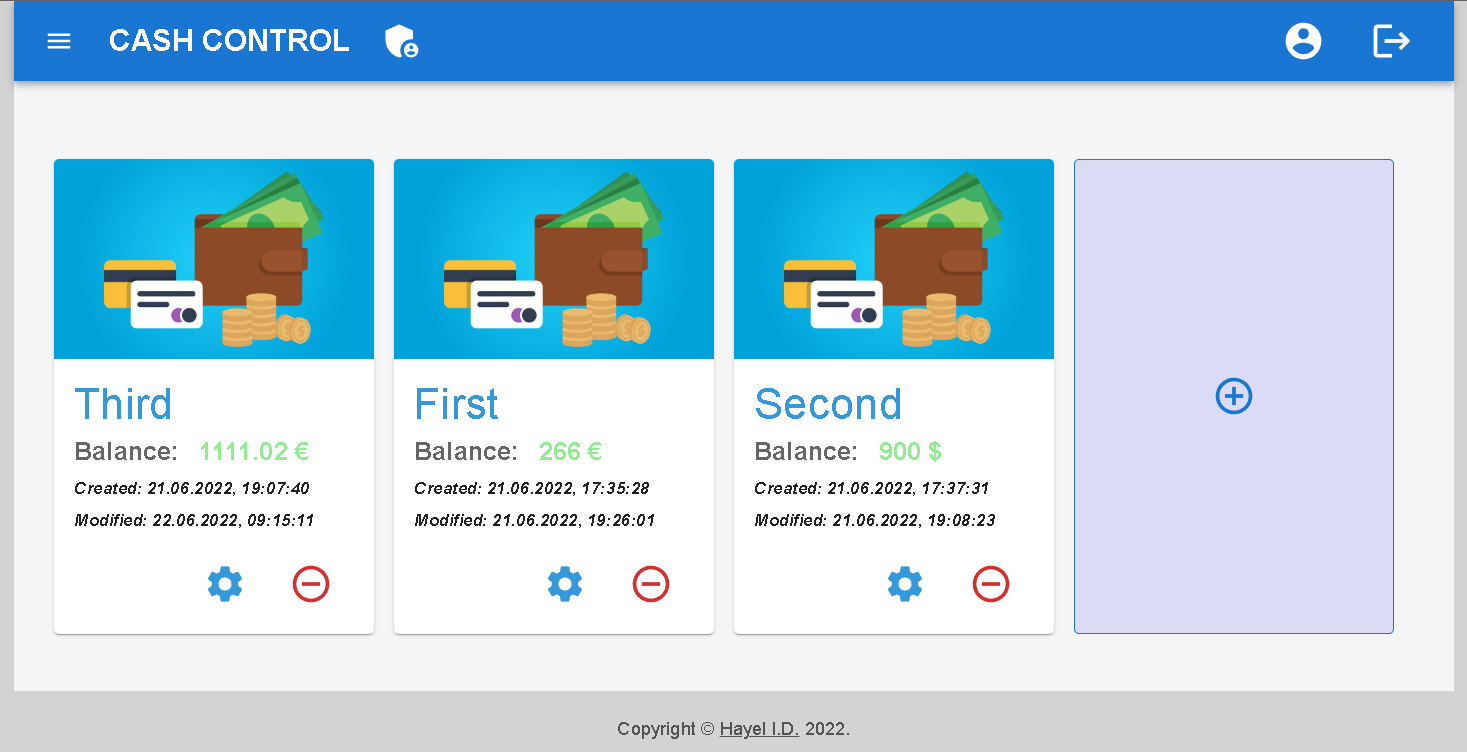 CASH CONTROL
Third
Balance: 1111.02 €
Created: 21.06.2022, 19:07:40
Modified: 22.06.2022, 09:15:11
First
Balance: 266 €
Created: 21.06.2022, 17:35:28
Modified: 21.06.2022, 19:26:01
Second
Balance: 900 $
Created: 21.06.2022, 17:37:31
Modified: 21.06.2022, 19:08:23
Copyright © Hayel I.D. 2022.